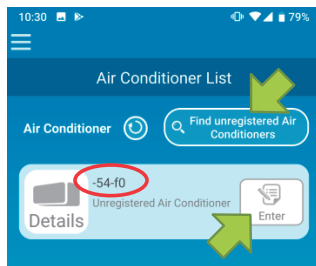 10:30 79%
Air Conditioner List
Air Conditioner
Find unregistered Air
Conditioners
-54-f0
Unregistered Air Conditioner
Details
Enter